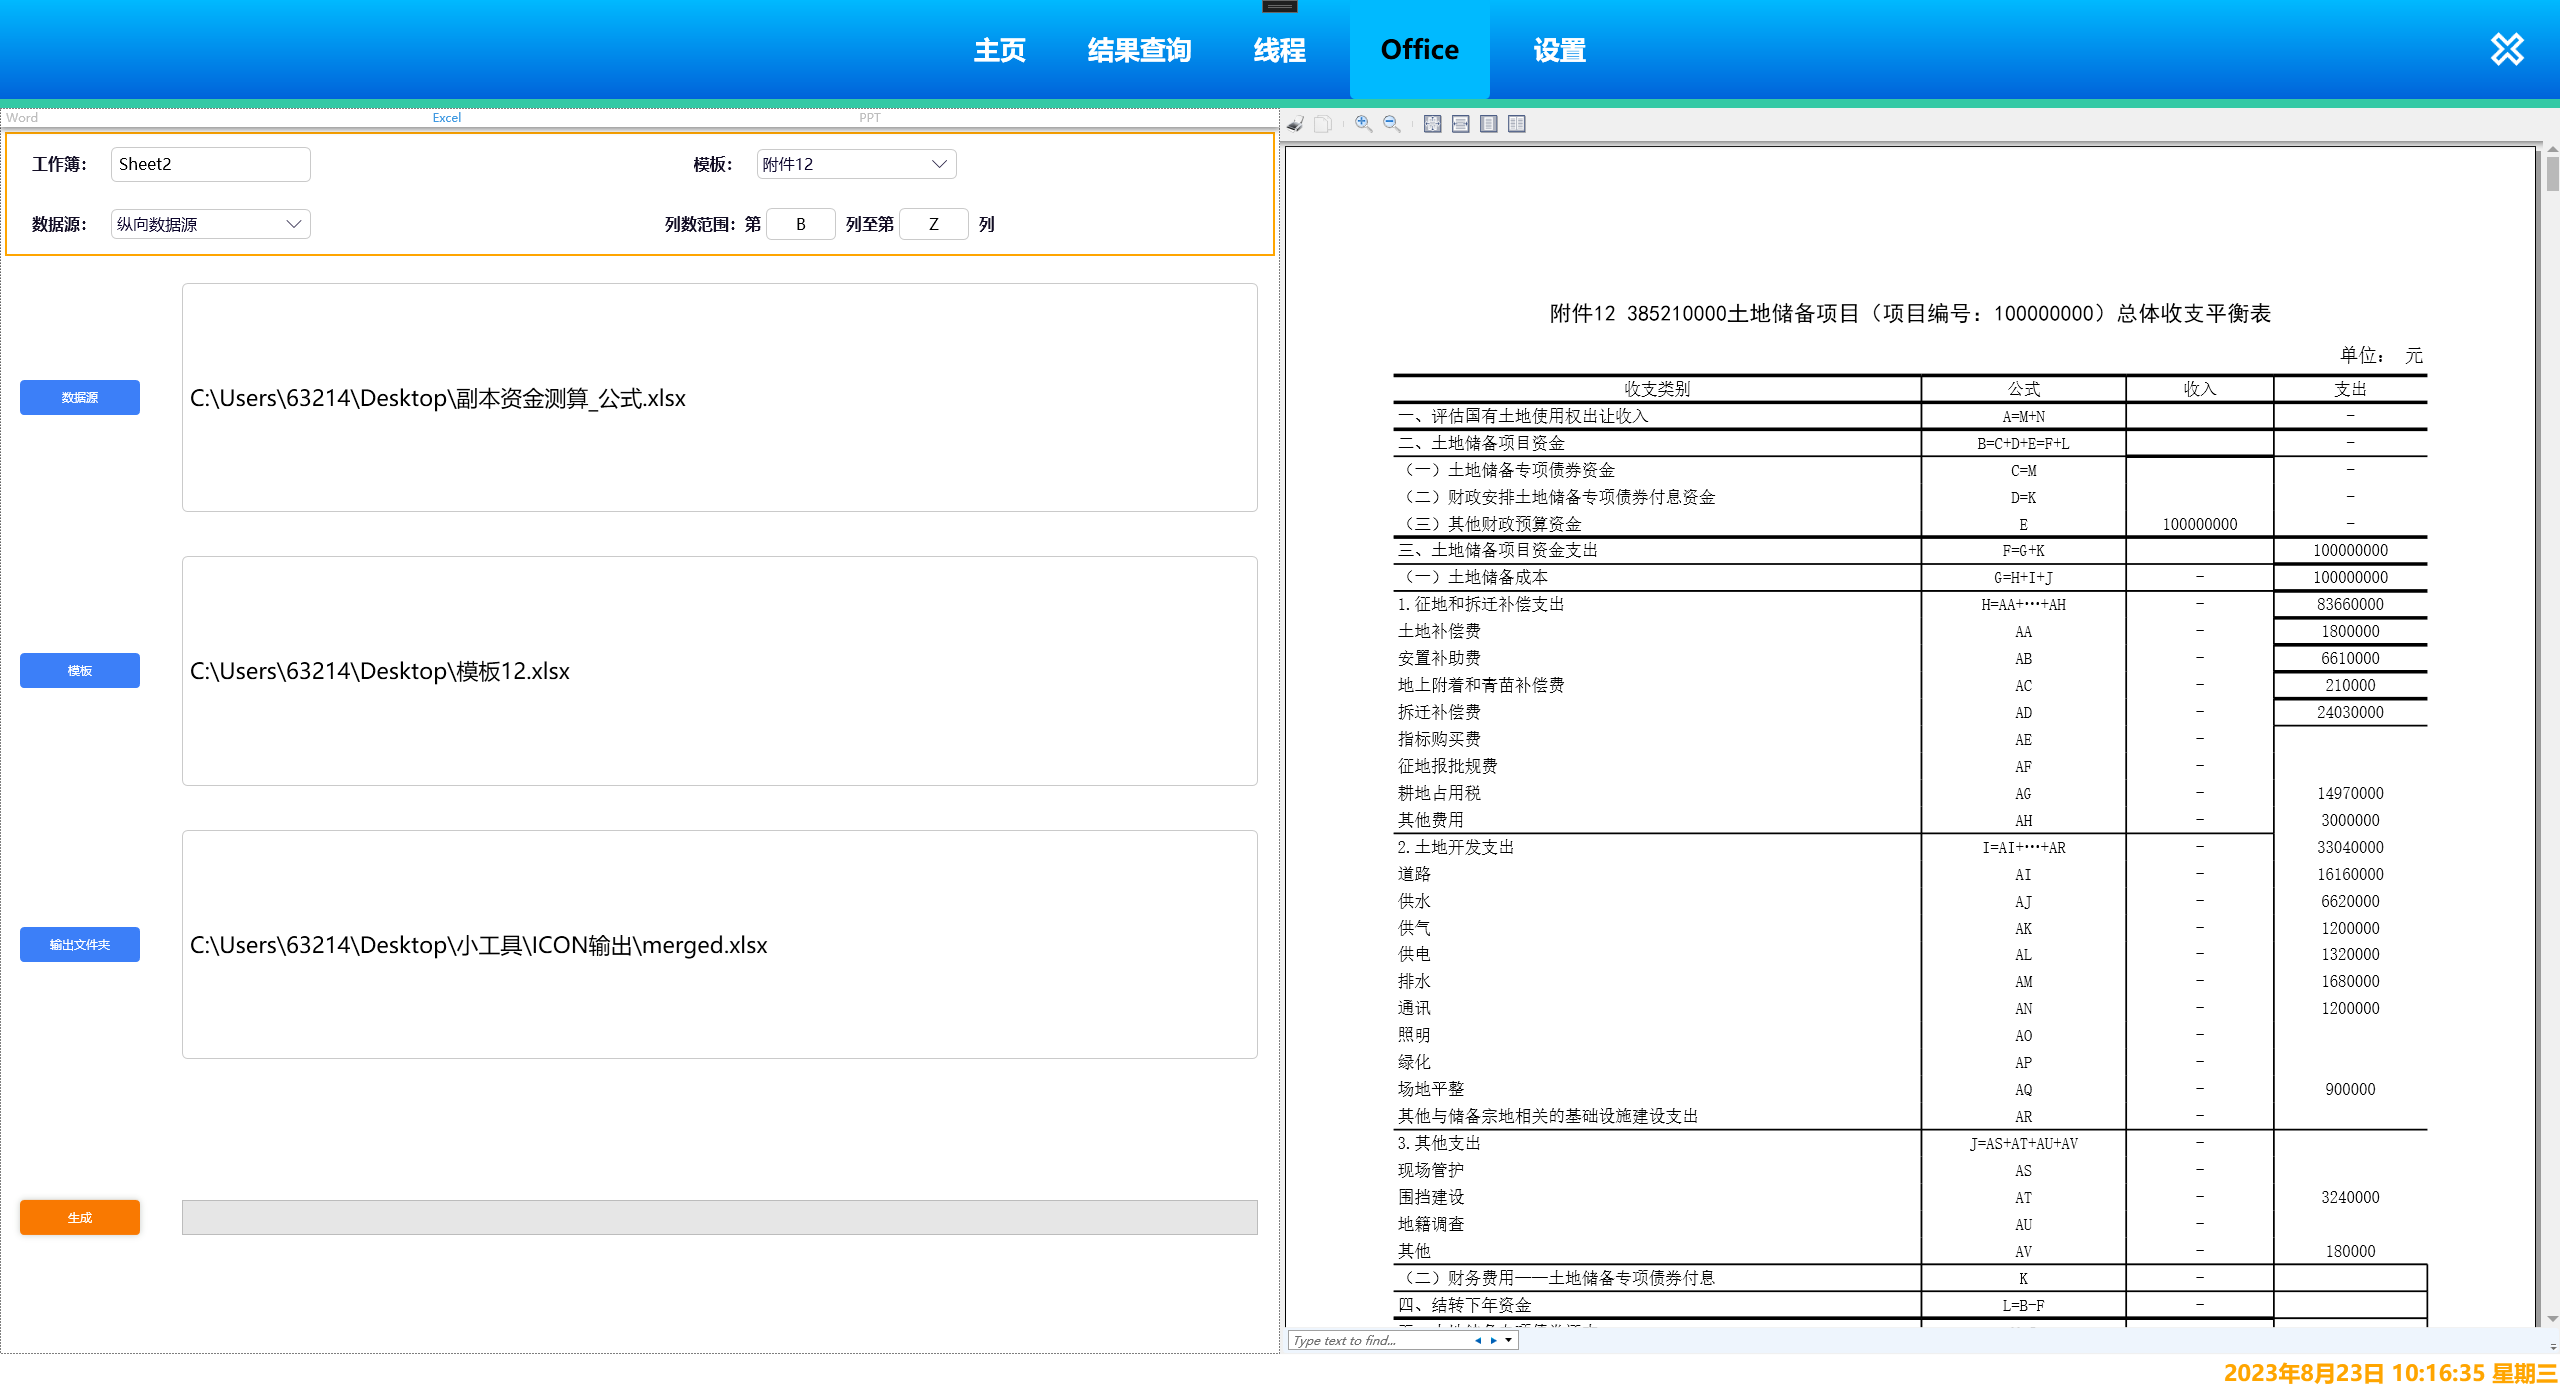 主页 结果查询 线程 Office 设置
Word Excel PPT
工作簿： Sheet2 模板： 附件12
数据源： 纵向数据源 列数范围：第 B 列至第 Z 列
数据源 C:\Users\63214\Desktop\副本资金测算_公式.xlsx
模板 C:\Users\63214\Desktop\模板12.xlsx
输出文件夹 C:\Users\63214\Desktop\小工具\ICON输出\merged.xlsx
生成
附件12 385210000土地储备项目（项目编号：100000000）总体收支平衡表
单位： 元
收支类别 公式 收入 支出
一、评估国有土地使用权出让收入 A=M+N -
二、土地储备项目资金 B=C+D+E=F+L -
（一）土地储备专项债券资金 C=M -
（二）财政安排土地储备专项债券付息资金 D=K -
（三）其他财政预算资金 E 100000000 -
三、土地储备项目资金支出 F=G+K 100000000
（一）土地储备成本 G=H+I+J - 100000000
1.征地和拆迁补偿支出 H=AA+···+AH - 83660000
土地补偿费 AA - 1800000
安置补助费 AB - 6610000
地上附着和青苗补偿费 AC - 210000
拆迁补偿费 AD - 24030000
指标购买费 AE -
征地报批规费 AF -
耕地占用税 AG - 14970000
其他费用 AH - 3000000
2.土地开发支出 I=AI+···+AR - 33040000
道路 AI - 16160000
供水 AJ - 6620000
供气 AK - 1200000
供电 AL - 1320000
排水 AM - 1680000
通讯 AN - 1200000
照明 AO -
绿化 AP -
场地平整 AQ - 900000
其他与储备宗地相关的基础设施建设支出 AR -
3.其他支出 J=AS+AT+AU+AV -
现场管护 AS -
围挡建设 AT - 3240000
地籍调查 AU -
其他 AV - 180000
（二）财务费用——土地储备专项债券付息 K -
四、结转下年资金 L=B-F -
Type text to find...
2023年8月23日 10:16:35 星期三